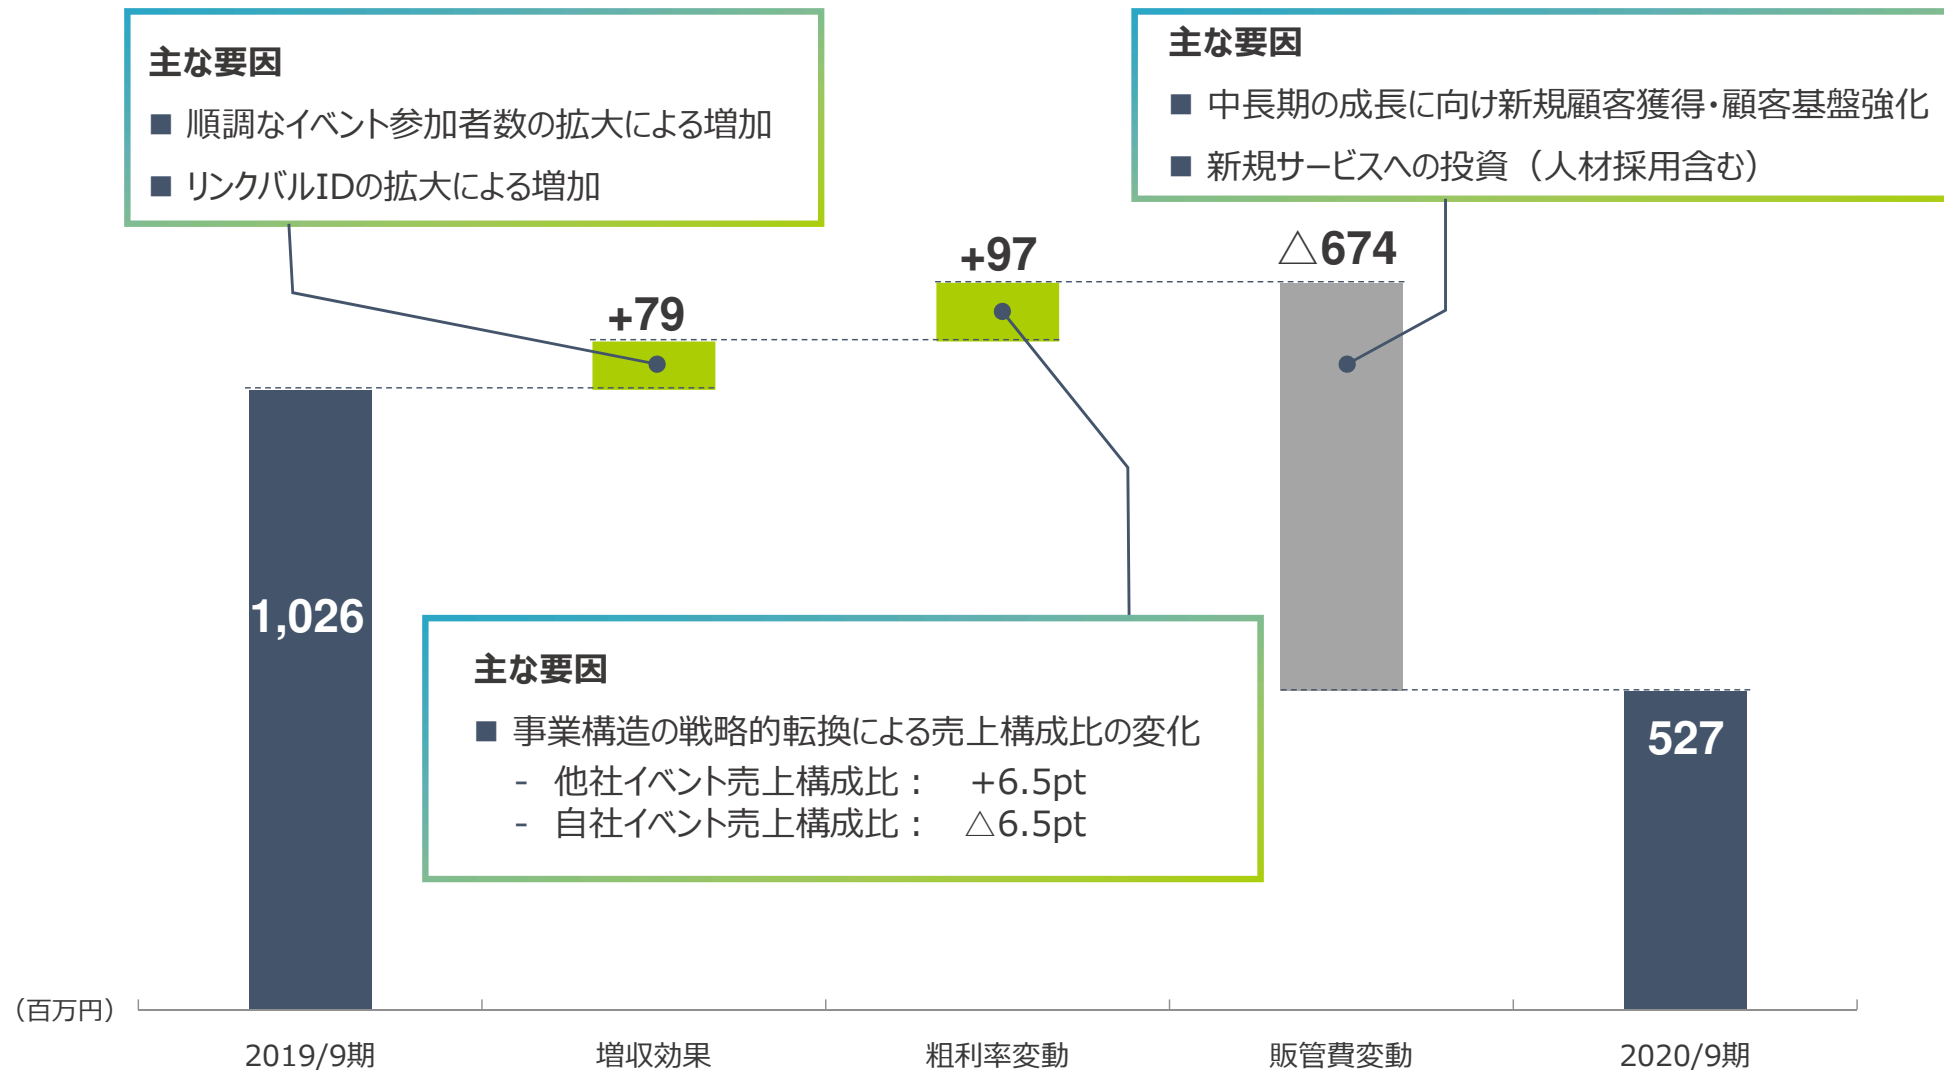 主な要因
■ 順調なイベント参加者数の拡大による増加
■ リンクバルIDの拡大による増加
主な要因
■ 中長期の成長に向け新規顧客獲得・顧客基盤強化
■ 新規サービスへの投資（人材採用含む）
+79
+97
△674
1,026
主な要因
■ 事業構造の戦略的転換による売上構成比の変化
- 他社イベント売上構成比： +6.5pt
- 自社イベント売上構成比： △6.5pt
527
（百万円）
2019/9期
増収効果
粗利率変動
販管費変動
2020/9期